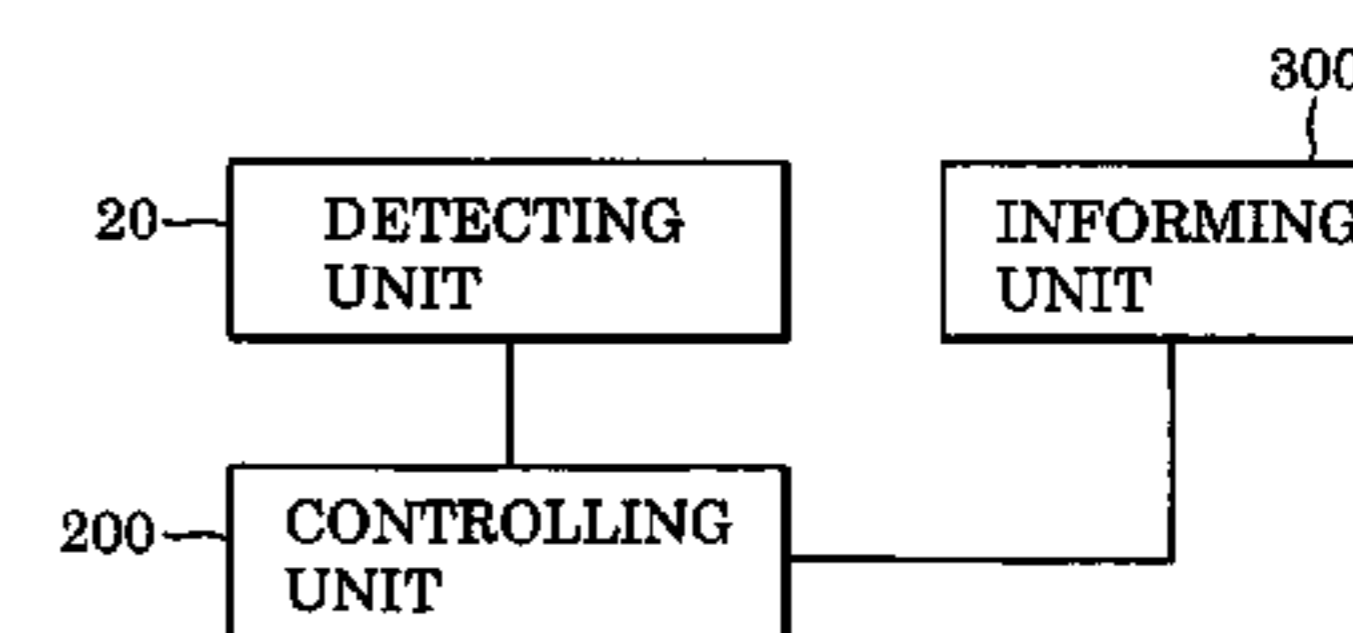 300
20
DETECTING
UNIT
INFORMING
UNIT
200
CONTROLLING
UNIT